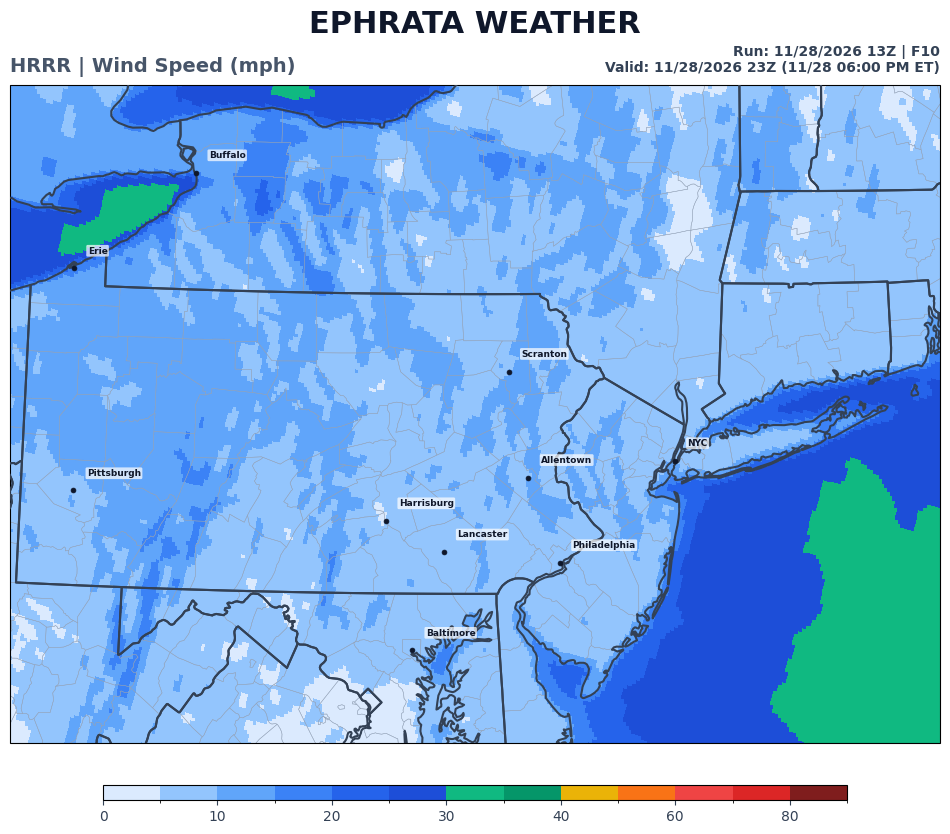 EPHRATA WEATHER
HRRR | Wind Speed (mph)
Run: 11/28/2026 13Z | F10
Valid: 11/28/2026 23Z (11/28 06:00 PM ET)
Buffalo
Erie
Scranton
NYC
Allentown
Pittsburgh
Harrisburg
Lancaster
Philadelphia
Baltimore
0 10 20 30 40 60 80